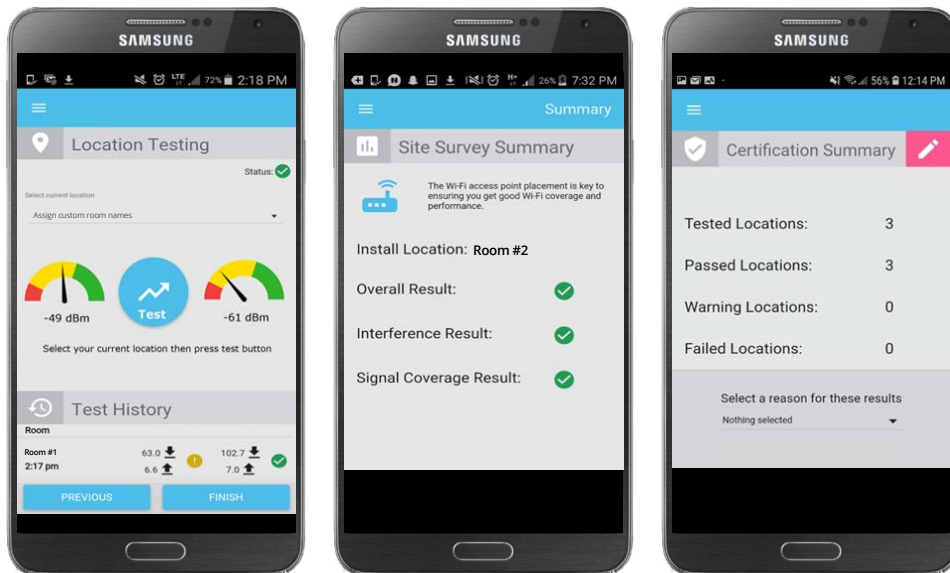 SAMSUNG
LTE 72% 2:18 PM
Location Testing
Status:
Select current location
Assign custom room names
-49 dBm
Test
-61 dBm
Select your current location then press test button
Test History
Room
Room #1
2:17 pm
63.0
6.6
102.7
7.0
PREVIOUS
FINISH
SAMSUNG
H+ 26% 7:32 PM
Summary
Site Survey Summary
The Wi-Fi access point placement is key to
ensuring you get good Wi-Fi coverage and
performance.
Install Location: Room #2
Overall Result:
Interference Result:
Signal Coverage Result:
SAMSUNG
56% 12:14 PM
Certification Summary
Tested Locations: 3
Passed Locations: 3
Warning Locations: 0
Failed Locations: 0
Select a reason for these results
Nothing selected